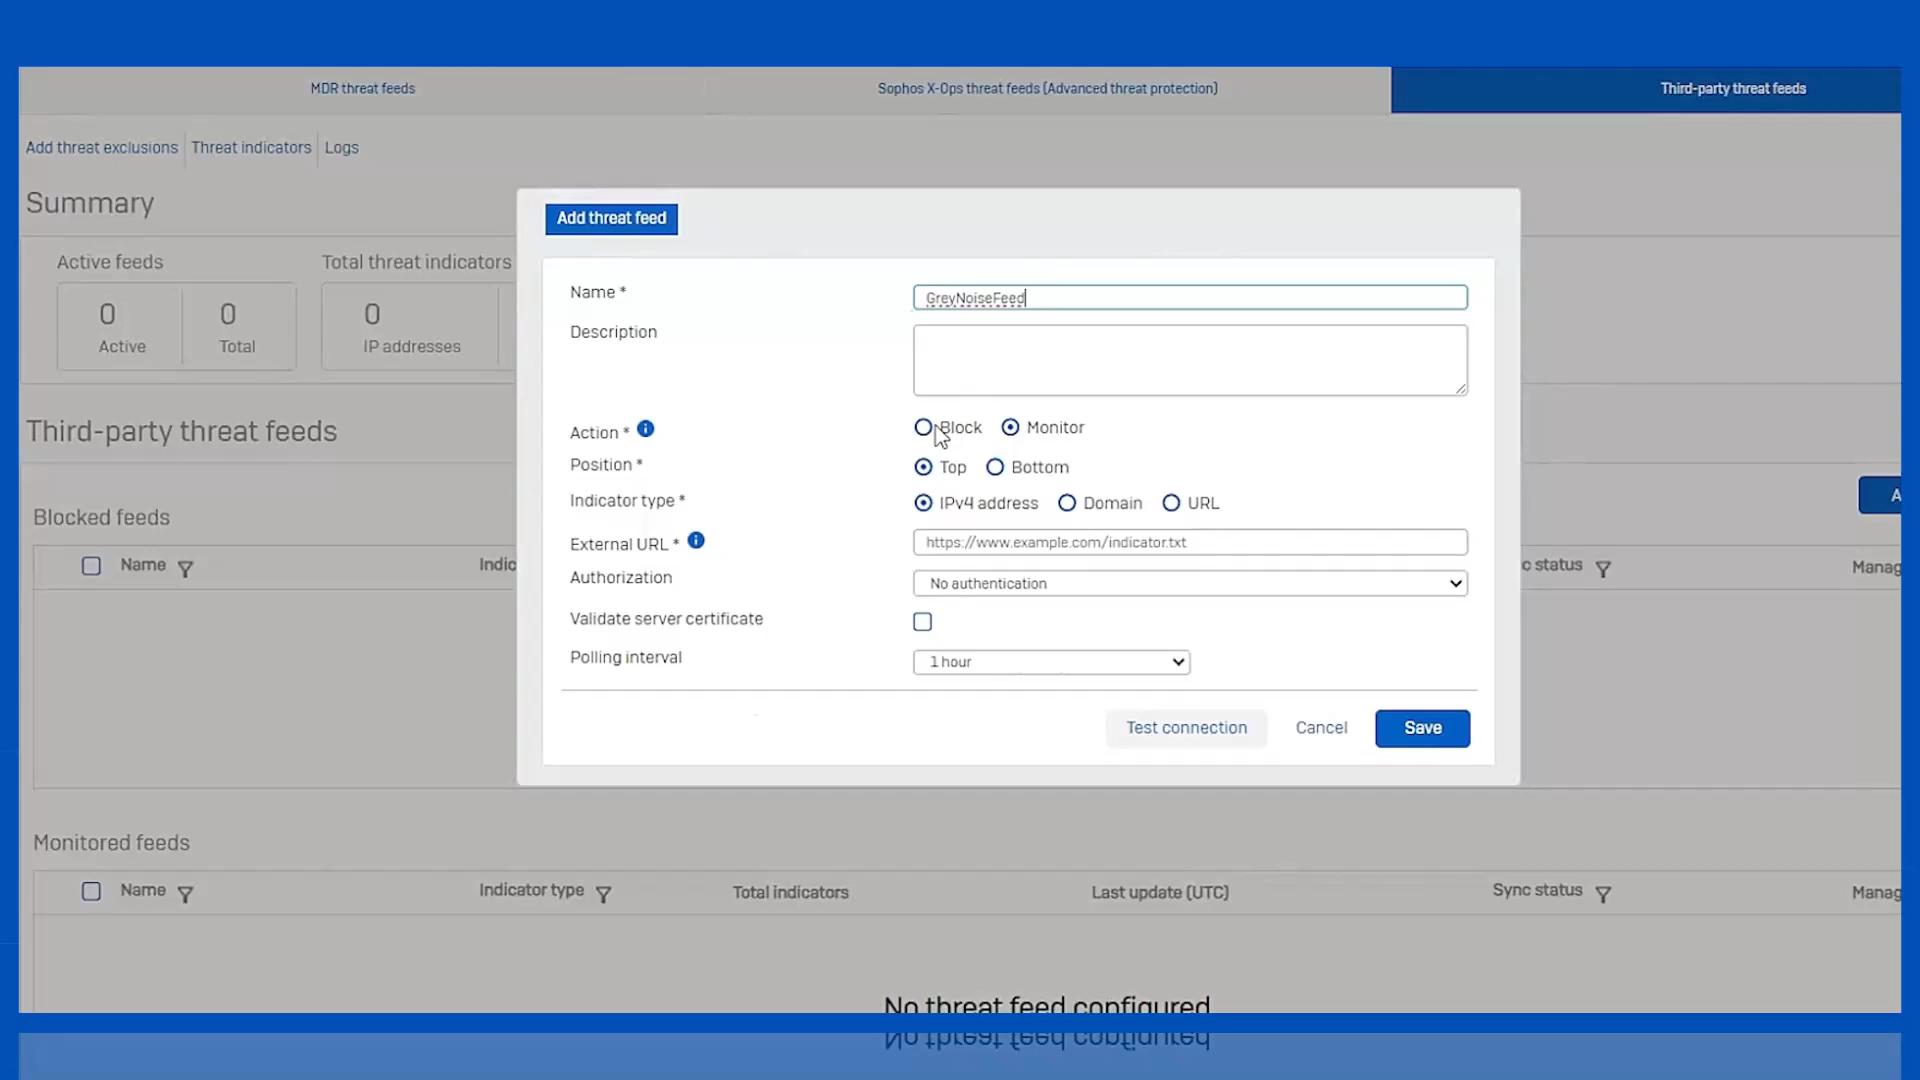 MDR threat feeds
Sophos X-Ops threat feeds (Advanced threat protection)
Third-party threat feeds
Add threat exclusions
Threat indicators
Logs
Summary
Active feeds
Total threat indicators
0
Active
0
Total
0
IP addresses
Third-party threat feeds
Blocked feeds
A
Name
Indic
c status
Manag
Add threat feed
Name *
GreyNoiseFeed
Description
Action *
Block
Monitor
Position *
Top
Bottom
Indicator type *
IPv4 address
Domain
URL
External URL *
https://www.example.com/indicator.txt
Authorization
No authentication
Validate server certificate
Polling interval
1 hour
Test connection
Cancel
Save
Monitored feeds
Name
Indicator type
Total indicators
Last update (UTC)
Sync status
Manag
No threat feed configured